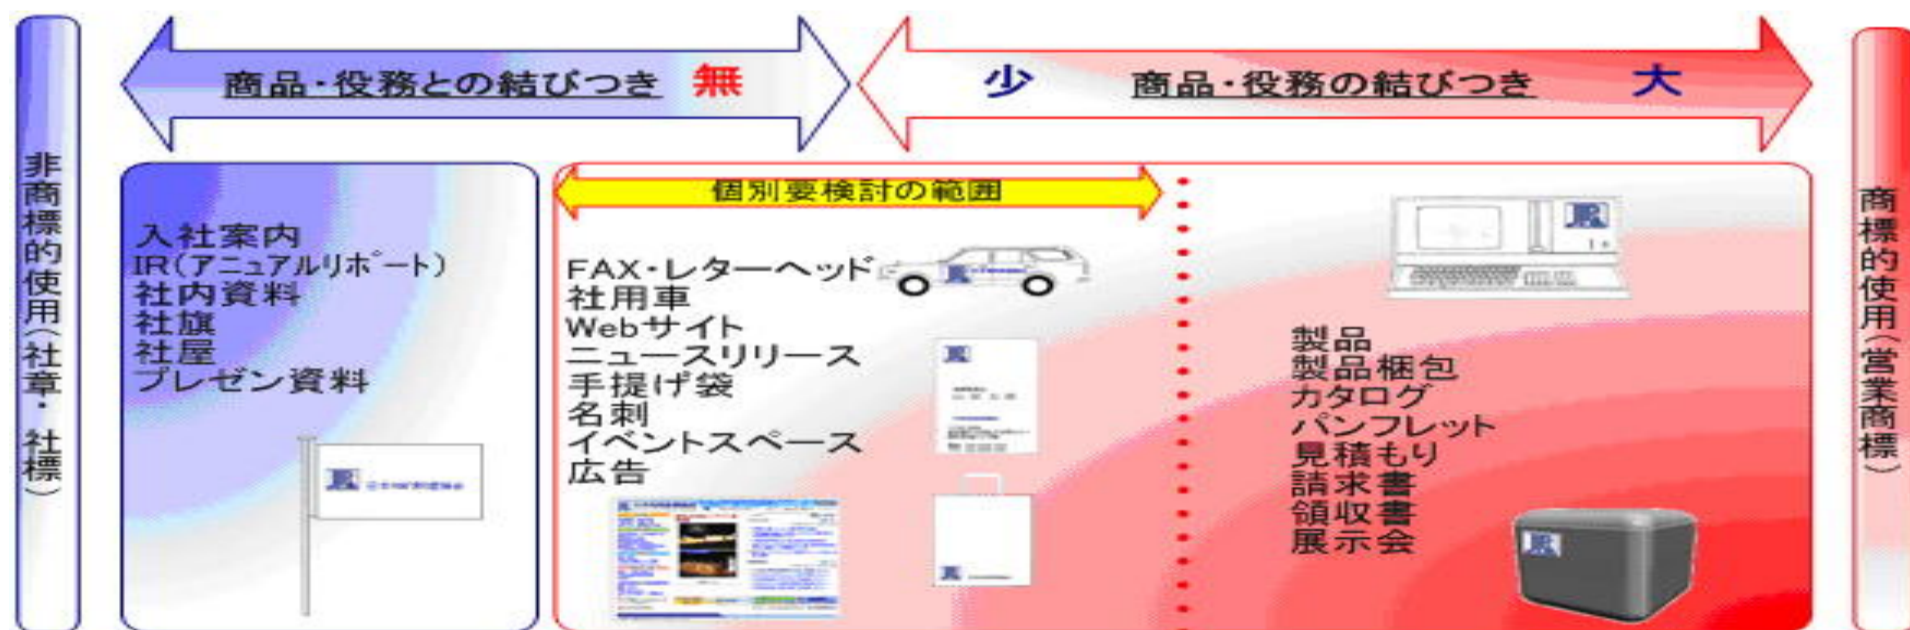 非商標的使用(社章・社標)
商品・役務との結びつき 無
少 商品・役務の結びつき 大
入社案内
IR(アニュアルリポート)
社内資料
社旗
社屋
プレゼン資料
個別要検討の範囲
FAX・レターヘッド
社用車
Webサイト
ニュースリリース
手提げ袋
名刺
イベントスペース
広告
製品
製品梱包
カタログ
パンフレット
見積もり
請求書
領収書
展示会
商標的使用(営業商標)